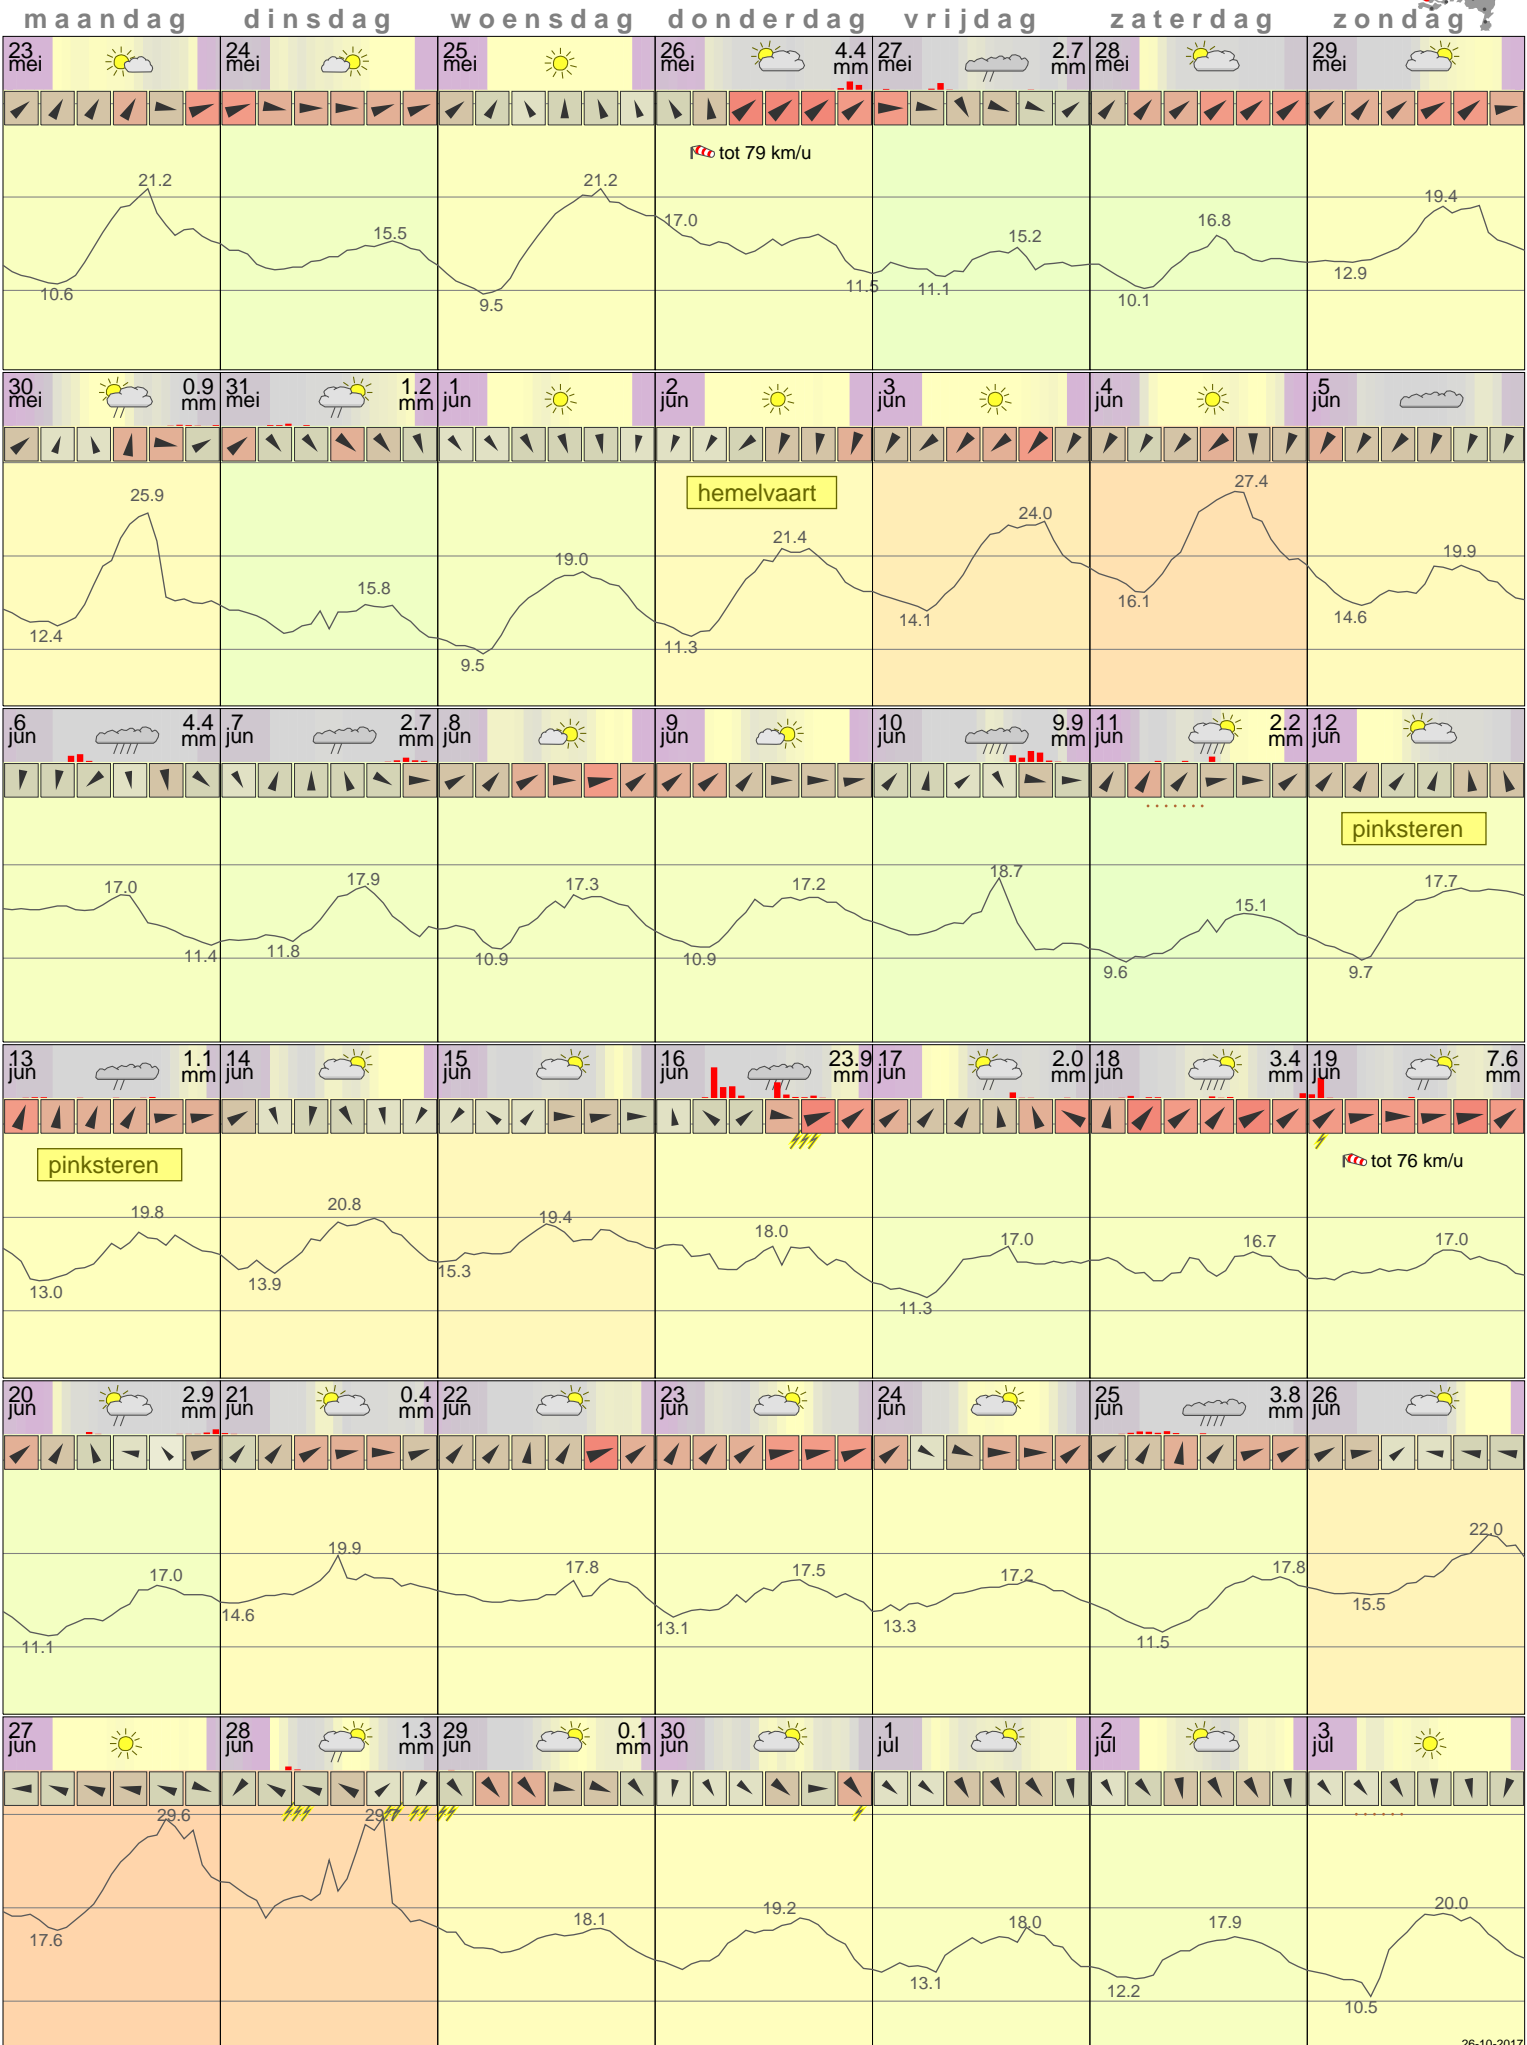 maandag dinsdag woensdag donderdag vrijdag zaterdag zondag
23 24 25 26 4.4 27 2.7 28 29
mei mei mei mei mm mei mm mei mei
tot 79 km/u
21.2 15.5 21.2 17.0 15.2 16.8 19.4
10.6 9.5 11.5 11.1 10.1 12.9
30 0.9 31 1.2 .1 .2 .3 .4 .5
mei mm mei mm jun jun jun jun jun
hemelvaart
25.9 15.8 19.0 21.4 24.0 27.4 19.9
12.4 9.5 11.3 14.1 16.1 14.6
.6 4.4 .7 2.7 .8 .9 10 9.9 11 2.2 12
jun mm jun mm jun jun jun mm jun mm jun
pinksteren
17.0 17.9 17.3 17.2 18.7 15.1 17.7
11.4 11.8 10.9 10.9 9.6 9.7
13 1.1 14 15 16 23.9 17 2.0 18 3.4 19 7.6
jun mm jun jun jun mm jun mm jun mm jun mm
pinksteren tot 76 km/u
19.8 20.8 19.4 18.0 17.0 16.7 17.0
13.0 13.9 15.3 11.3
20 2.9 21 0.4 22 23 24 25 3.8 26
jun mm jun mm jun jun jun jun mm jun
17.0 19.9 17.8 17.5 17.2 17.8 22.0
11.1 14.6 13.1 13.3 11.5 15.5
27 28 1.3 29 0.1 30 .1 .2 .3
jun jun mm jun mm jun jul jul jul
29.6 29.7 18.1 19.2 18.0 17.9 20.0
17.6 13.1 12.2 10.5
26-10-2017